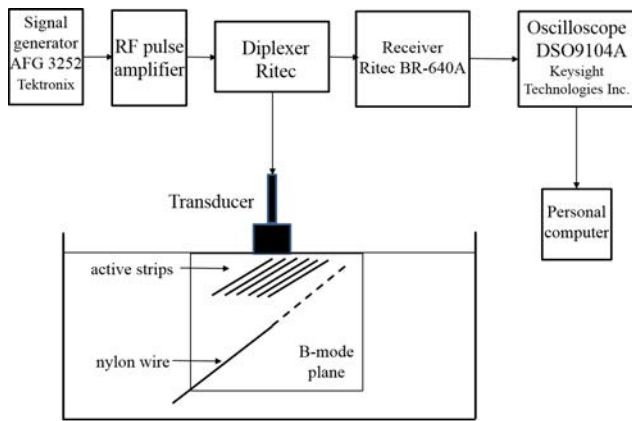 Signal
generator
AFG 3252
Tektronix
RF pulse
amplifier
Diplexer
Ritec
Receiver
Ritec BR-640A
Oscilloscope
DSO9104A
Keysight
Technologies Inc.
Personal
computer
Transducer
active strips
nylon wire
B-mode
plane